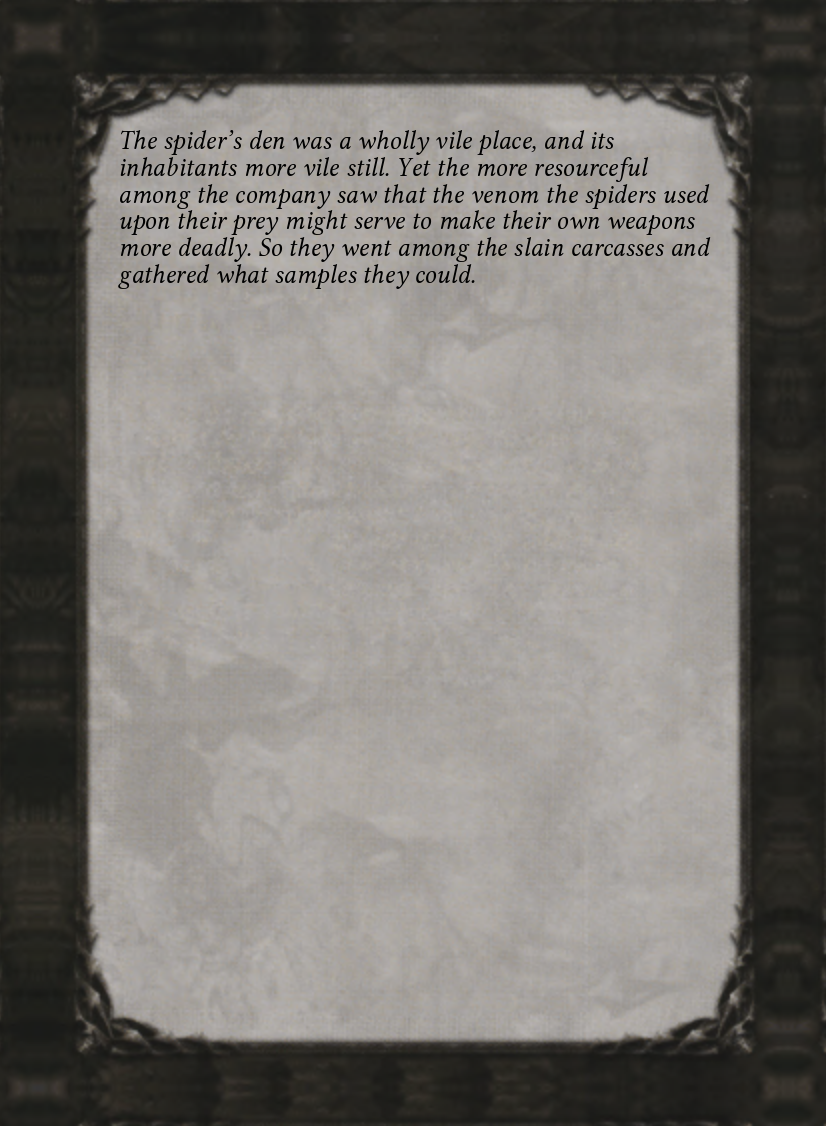 The spider’s den was a wholly vile place, and its
inhabitants more vile still. Yet the more resourceful
among the company saw that the venom the spiders used
upon their prey might serve to make their own weapons
more deadly. So they went among the slain carcasses and
gathered what samples they could.